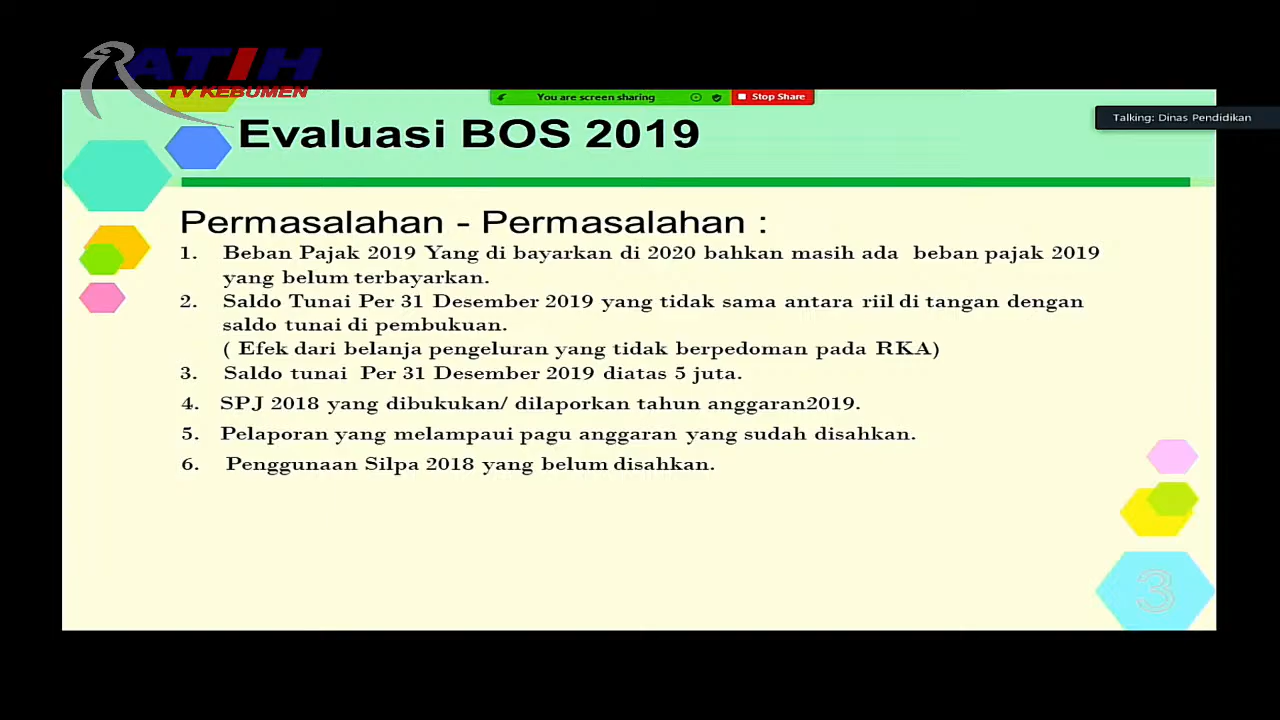 RATIH
TV KEBUMEN
You are screen sharing
Stop Share
Talking: Dinas Pendidikan
Evaluasi BOS 2019
Permasalahan - Permasalahan :
1. Beban Pajak 2019 Yang di bayarkan di 2020 bahkan masih ada beban pajak 2019
yang belum terbayarkan.
2. Saldo Tunai Per 31 Desember 2019 yang tidak sama antara riil di tangan dengan
saldo tunai di pembukuan.
( Efek dari belanja pengeluran yang tidak berpedoman pada RKA)
3. Saldo tunai Per 31 Desember 2019 diatas 5 juta.
4. SPJ 2018 yang dibukukan/ dilaporkan tahun anggaran2019.
5. Pelaporan yang melampaui pagu anggaran yang sudah disahkan.
6. Penggunaan Silpa 2018 yang belum disahkan.
3